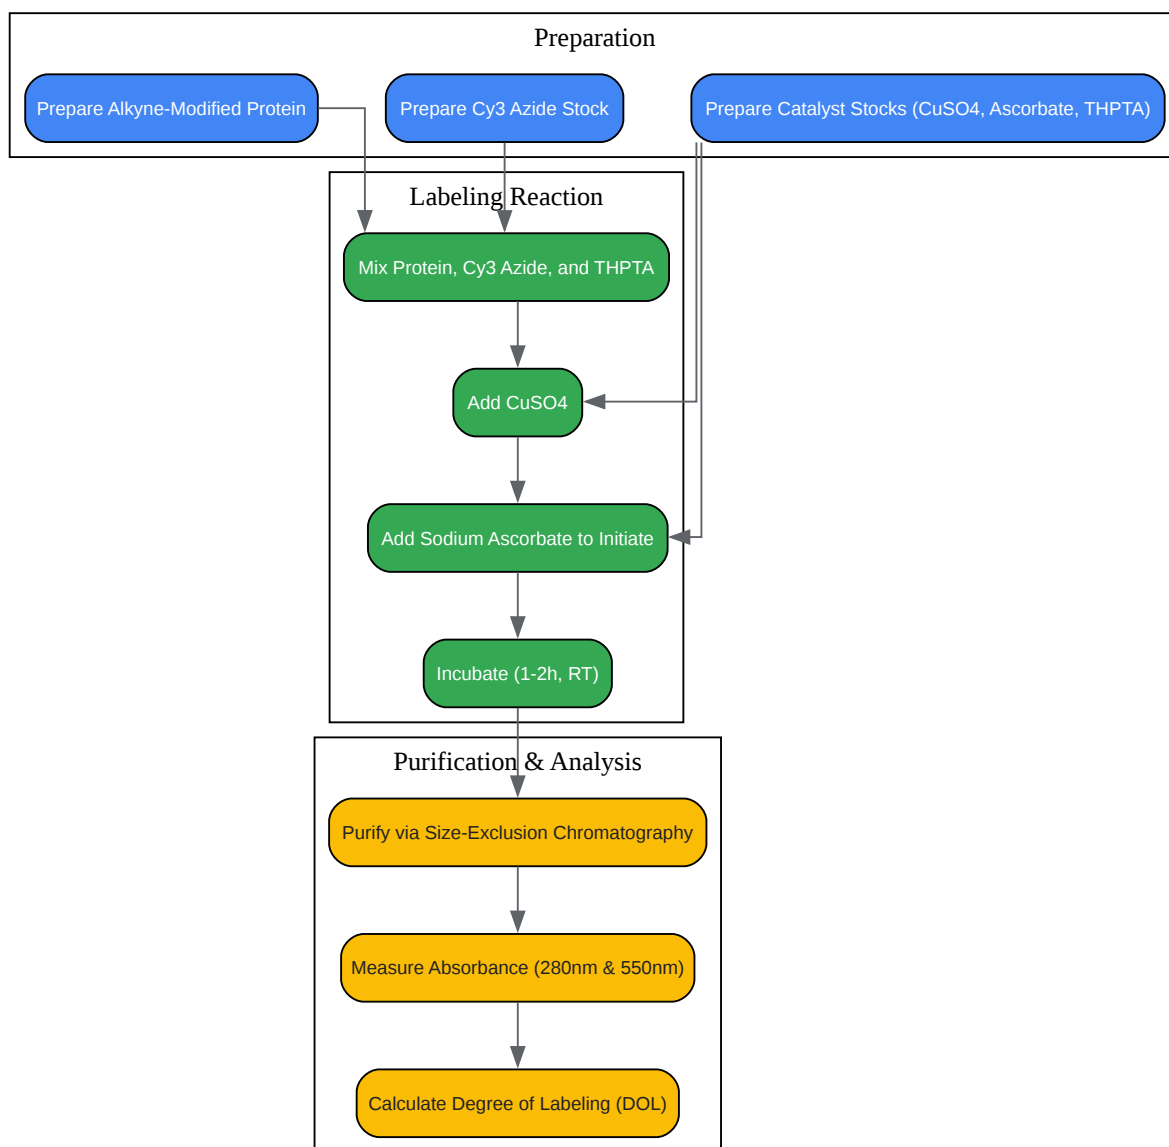 Preparation
Prepare Alkyne-Modified Protein
Prepare Cy3 Azide Stock
Prepare Catalyst Stocks (CuSO4, Ascorbate, THPTA)
Labeling Reaction
Mix Protein, Cy3 Azide, and THPTA
Add CuSO4
Add Sodium Ascorbate to Initiate
Incubate (1-2h, RT)
Purification & Analysis
Purify via Size-Exclusion Chromatography
Measure Absorbance (280nm & 550nm)
Calculate Degree of Labeling (DOL)